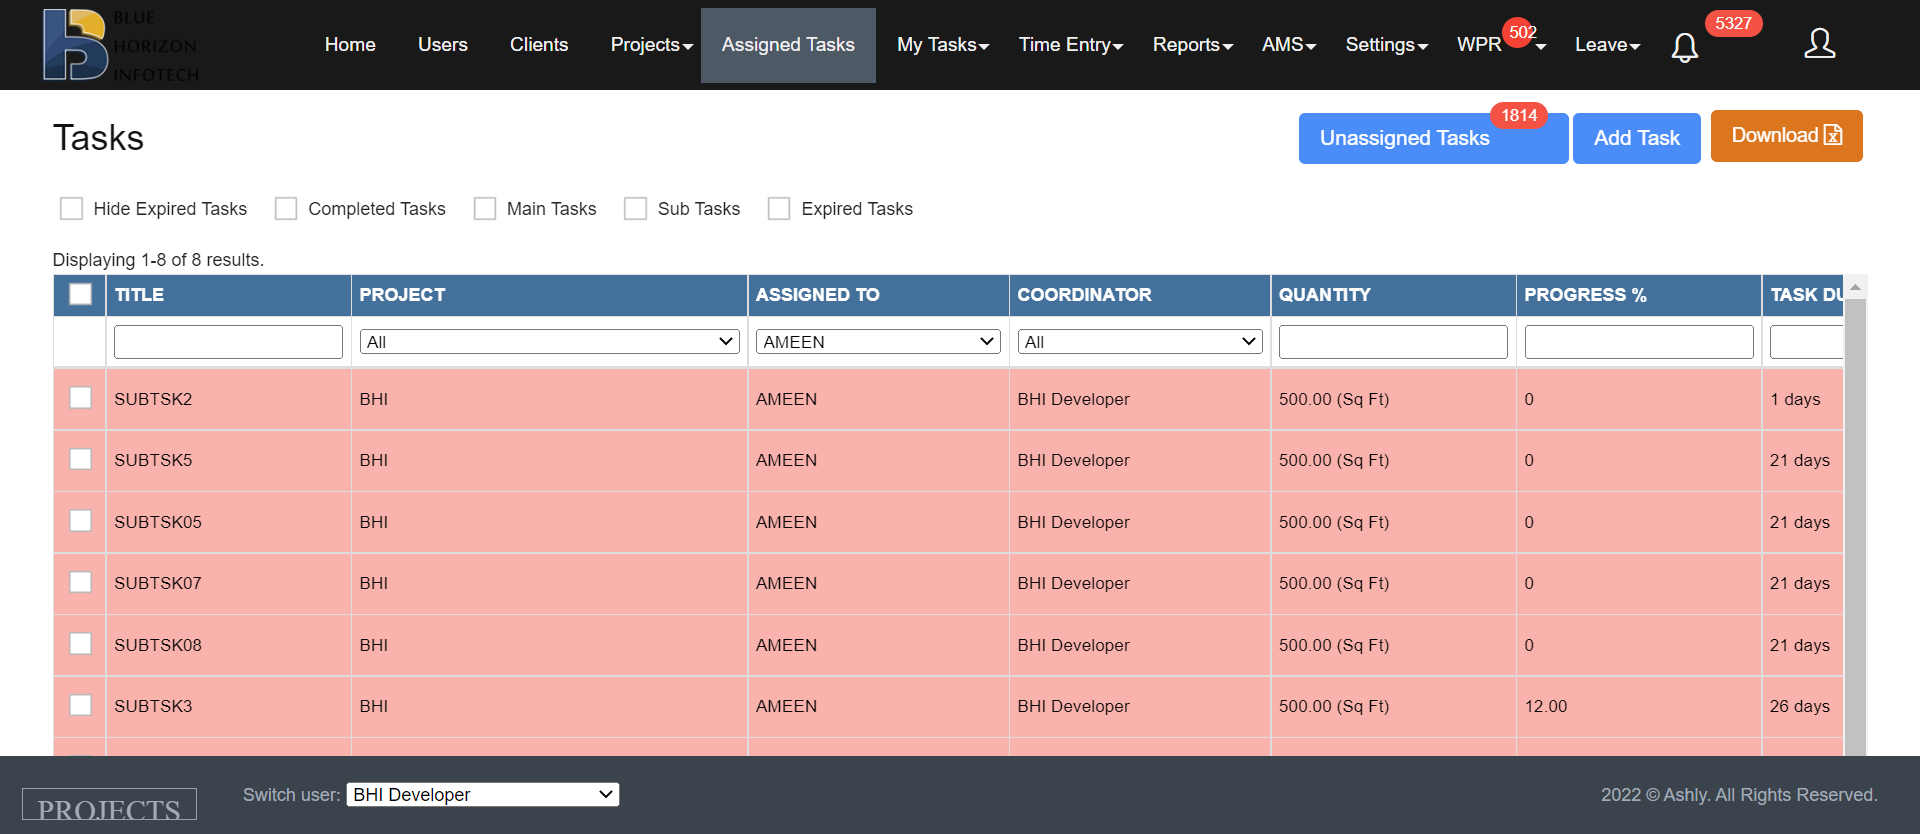 BLUE
HORIZON
INFOTECH
Home Users Clients Projects Assigned Tasks My Tasks Time Entry Reports AMS Settings WPR 502 Leave 5327
Tasks
Unassigned Tasks 1814 Add Task Download
Hide Expired Tasks Completed Tasks Main Tasks Sub Tasks Expired Tasks
Displaying 1-8 of 8 results.
TITLE PROJECT ASSIGNED TO COORDINATOR QUANTITY PROGRESS % TASK DU
All AMEEN All
SUBTSK2 BHI AMEEN BHI Developer 500.00 (Sq Ft) 0 1 days
SUBTSK5 BHI AMEEN BHI Developer 500.00 (Sq Ft) 0 21 days
SUBTSK05 BHI AMEEN BHI Developer 500.00 (Sq Ft) 0 21 days
SUBTSK07 BHI AMEEN BHI Developer 500.00 (Sq Ft) 0 21 days
SUBTSK08 BHI AMEEN BHI Developer 500.00 (Sq Ft) 0 21 days
SUBTSK3 BHI AMEEN BHI Developer 500.00 (Sq Ft) 12.00 26 days
PROJECTS Switch user: BHI Developer 2022 © Ashly. All Rights Reserved.